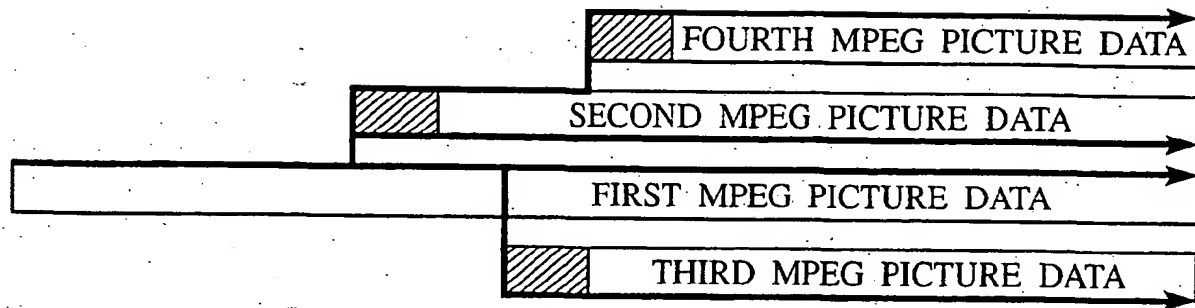 FOURTH MPEG PICTURE DATA
SECOND MPEG PICTURE DATA
FIRST MPEG PICTURE DATA
THIRD MPEG PICTURE DATA